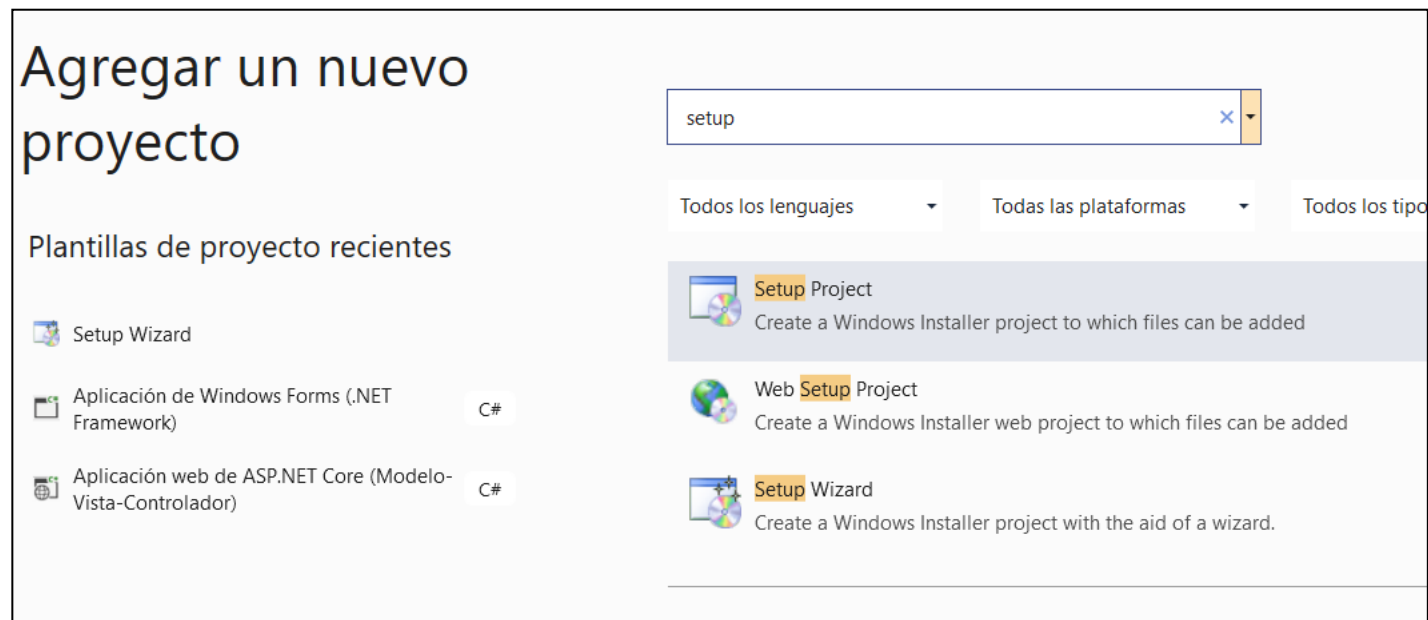 Agregar un nuevo
proyecto
Plantillas de proyecto recientes
Setup Wizard
Aplicación de Windows Forms (.NET
Framework)
C#
Aplicación web de ASP.NET Core (Modelo-
Vista-Controlador)
C#
setup
Todos los lenguajes
Todas las plataformas
Todos los tipo
Setup Project
Create a Windows Installer project to which files can be added
Web Setup Project
Create a Windows Installer web project to which files can be added
Setup Wizard
Create a Windows Installer project with the aid of a wizard.